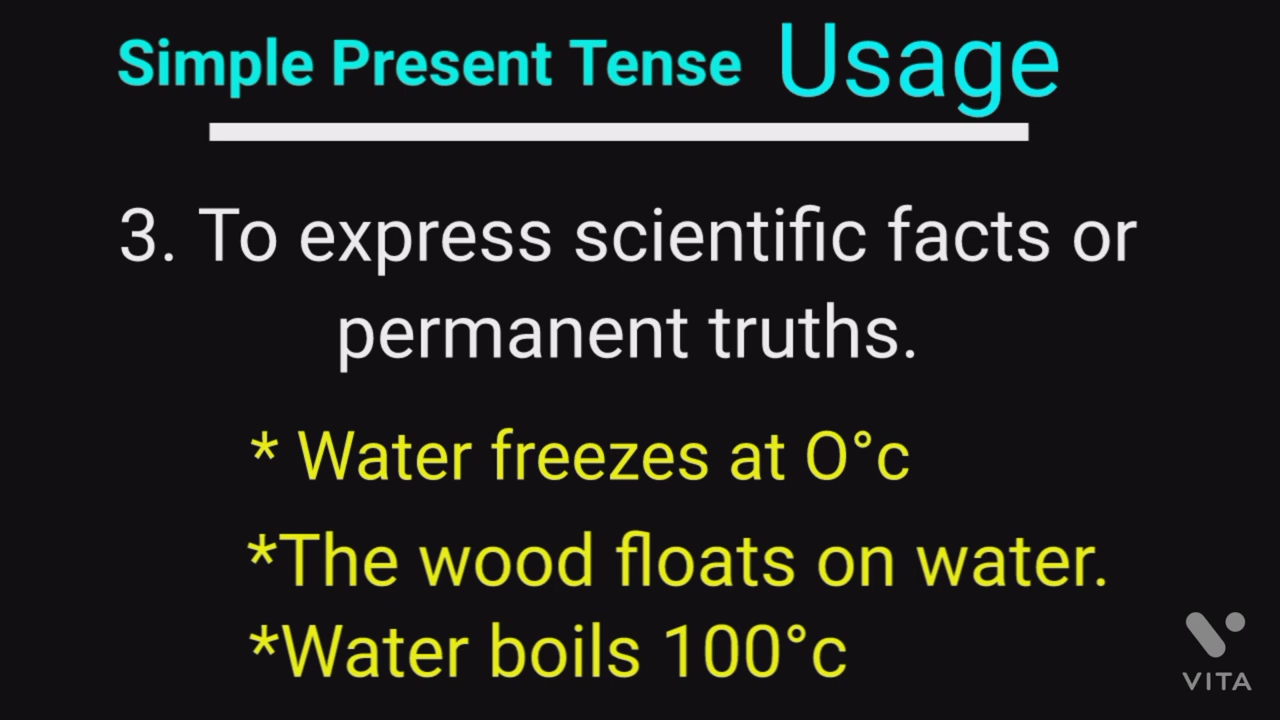 Simple Present Tense Usage
3. To express scientific facts or
permanent truths.
* Water freezes at O°c
*The wood floats on water.
*Water boils 100°c
VITA